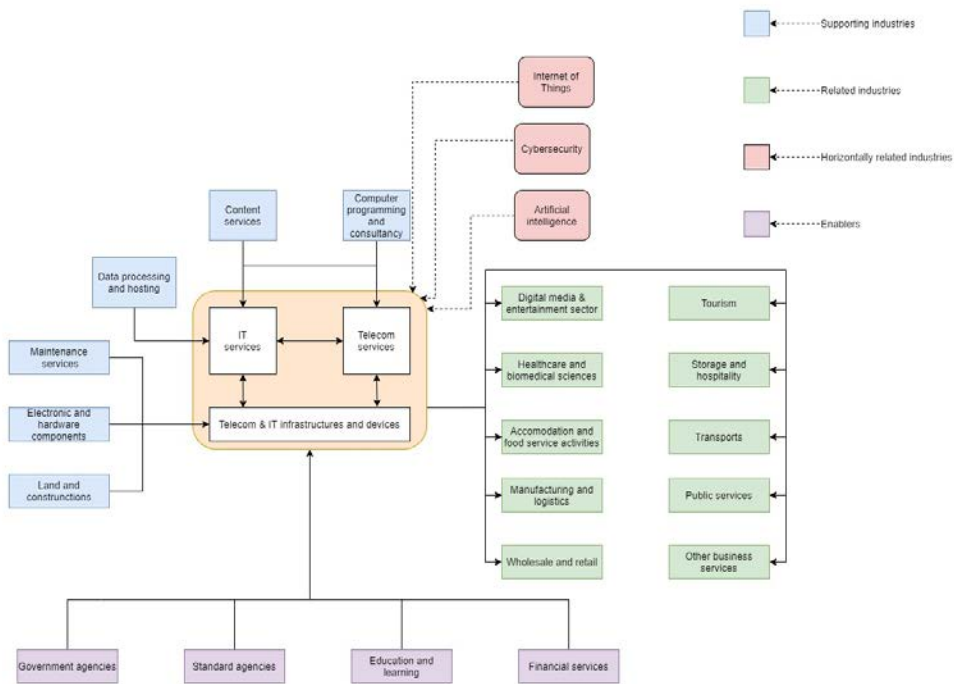 Supporting industries
Internet of
Things
Related industries
Cybersecurity
Horizontally related industries
Content
services
Computer
programming
and
consultancy
Artificial
intelligence
Enablers
Data processing
and hosting
Digital media &
entertainment sector
Tourism
IT
services
Telecom
services
Maintenance
services
Healthcare and
biomedical sciences
Storage and
hospitality
Electronic and
hardware
components
Telecom & IT infrastructures and devices
Accomodation and
food service activities
Transports
Land and
construnctions
Manufacturing and
logistics
Public services
Wholesale and retail
Other business
services
Government agencies
Standard agencies
Education and
learning
Financial services